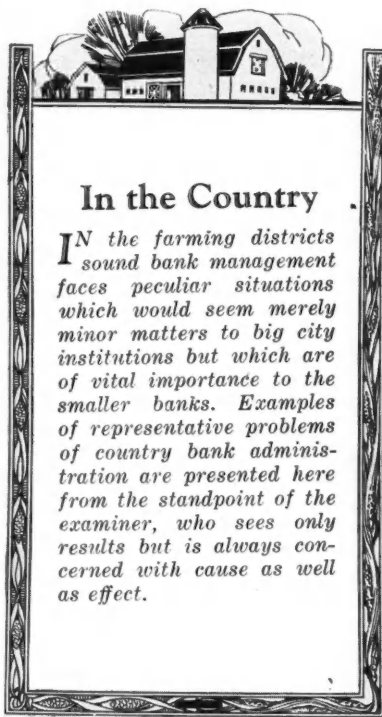 In the Country
IN the farming districts
sound bank management
faces peculiar situations
which would seem merely
minor matters to big city
institutions but which are
of vital importance to the
smaller banks. Examples
of representative problems
of country bank adminis-
tration are presented here
from the standpoint of the
examiner, who sees only
results but is always con-
cerned with cause as well
as effect.